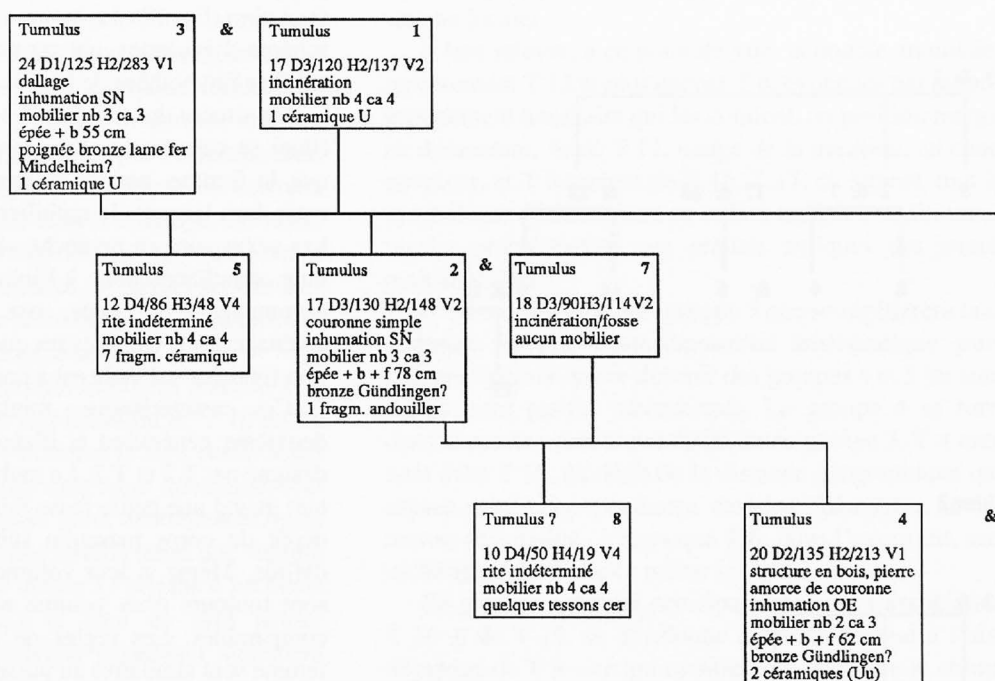 Tumulus 3
&
Tumulus 1
24 D1/125 H2/283 V1
dallage
inhumation SN
mobilier nb 3 ca 3
épée + b 55 cm
poignée bronze lame fer
Mindelheim?
1 céramique U
17 D3/120 H2/137 V2
incinération
mobilier nb 4 ca 4
1 céramique U
Tumulus 5
12 D4/86 H3/48 V4
rite indéterminé
mobilier nb 4 ca 4
7 fragm. céramique
Tumulus 2
&
17 D3/130 H2/148 V2
couronne simple
inhumation SN
mobilier nb 3 ca 3
épée + b + f 78 cm
bronze Gündlingen?
1 fragm. andouiller
Tumulus 7
18 D3/90H3/114V2
incinération/fosse
aucun mobilier
Tumulus ? 8
10 D4/50 H4/19 V4
rite indéterminé
mobilier nb 4 ca 4
quelques tessons cer
Tumulus 4
&
20 D2/135 H2/213 V1
structure en bois, pierre
amorce de couronne
inhumation OE
mobilier nb 2 ca 3
épée + b + f 62 cm
bronze Gündlingen?
2 céramiques (Uu)